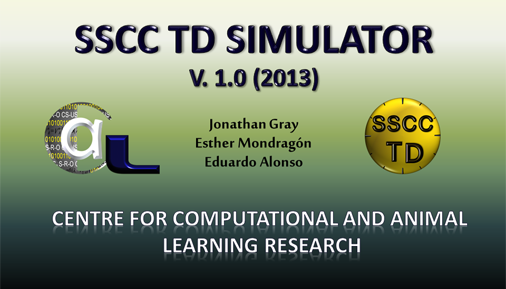 SSCC TD SIMULATOR
V. 1.0 (2013)
Jonathan Gray
Esther Mondragón
Eduardo Alonso
aL
SSCC
TD
CENTRE FOR COMPUTATIONAL AND ANIMAL
LEARNING RESEARCH